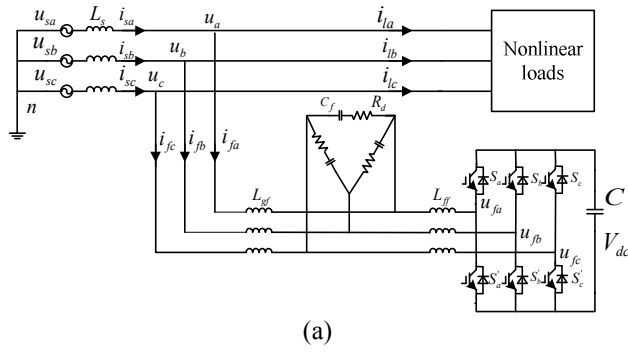 u_sa L_s i_sa u_a i_la
u_sb i_sb u_b i_lb
u_sc i_sc u_c i_lc
n
Nonlinear
loads
C_f R_d
i_fc i_fb i_fa
L_gf L_ff
S_a S_b S_c
u_fa
u_fb
u_fc
C
V_dc
S'_a S'_b S'_c
(a)